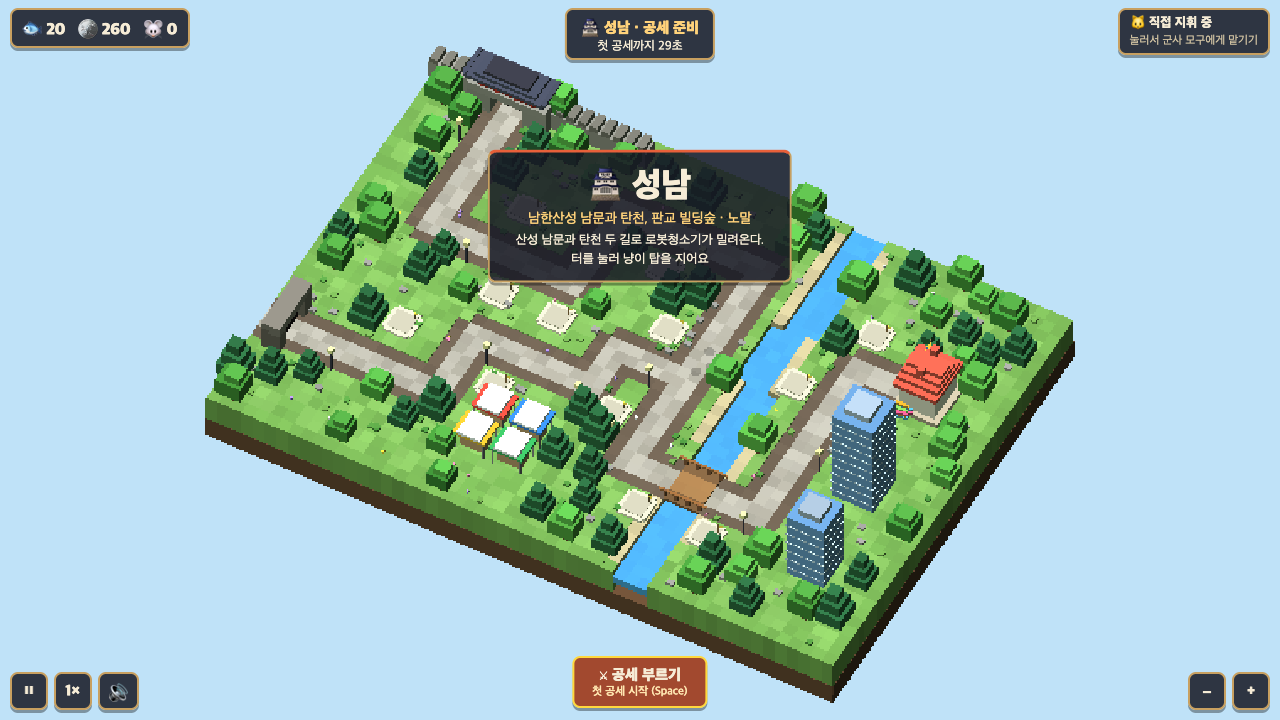 20 260 0
성남 · 공세 준비
첫 공세까지 29초
직접 지휘 중
눌러서 군사 모구에게 맡기기
성남
남한산성 남문과 탄천, 판교 빌딩숲 · 노말
산성 남문과 탄천 두 길로 로봇청소기가 밀려온다.
터를 눌러 냥이 탑을 지어요
1×
공세 부르기
첫 공세 시작 (Space)
− +